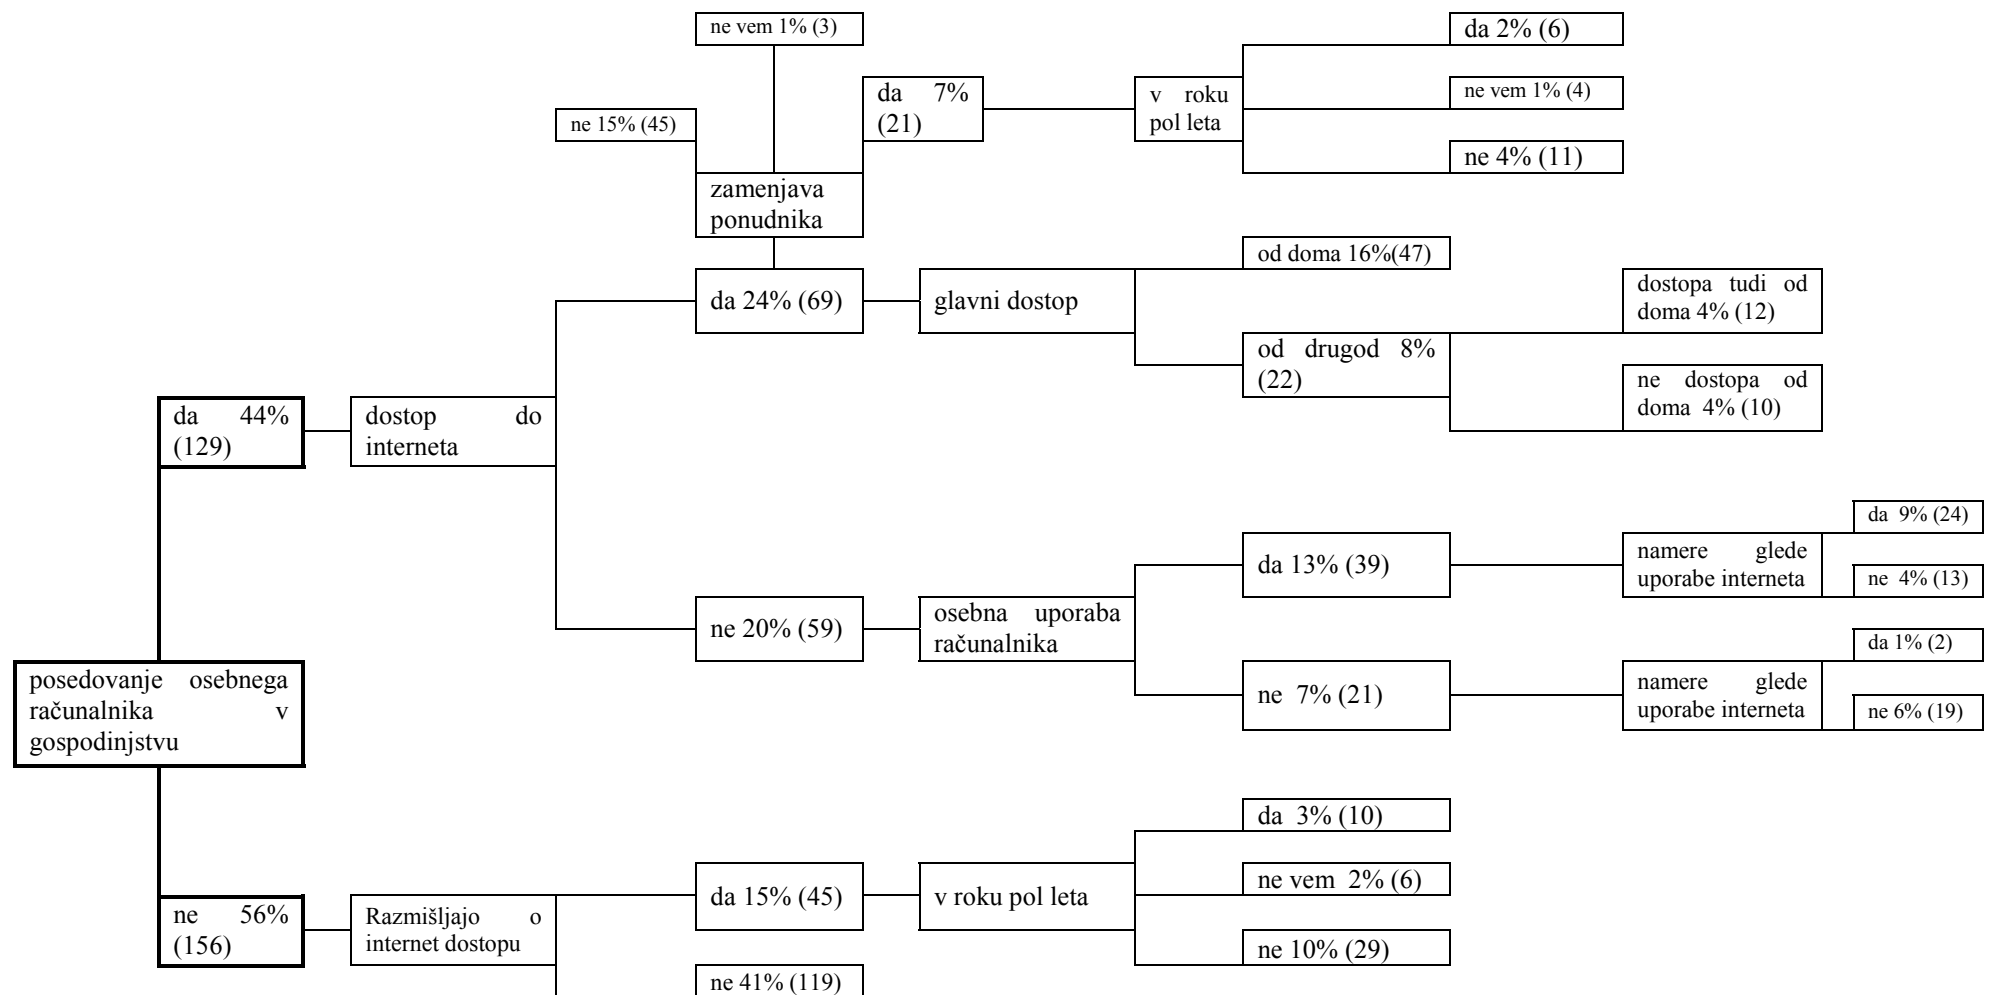 ne vem 1% (3)
da 2% (6)
da 7%
(21)
v roku
pol leta
ne vem 1% (4)
ne 15% (45)
ne 4% (11)
zamenjava
ponudnika
od doma 16%(47)
da 24% (69)
glavni dostop
dostopa tudi od
doma 4% (12)
od drugod 8%
(22)
ne dostopa od
doma 4% (10)
da 44%
(129)
dostop do
interneta
da 9% (24)
da 13% (39)
namere glede
uporabe interneta
ne 4% (13)
ne 20% (59)
osebna uporaba
računalnika
da 1% (2)
ne 7% (21)
namere glede
uporabe interneta
ne 6% (19)
posedovanje osebnega
računalnika v
gospodinjstvu
da 3% (10)
da 15% (45)
v roku pol leta
ne vem 2% (6)
ne 56%
(156)
Razmišljajo o
internet dostopu
ne 10% (29)
ne 41% (119)